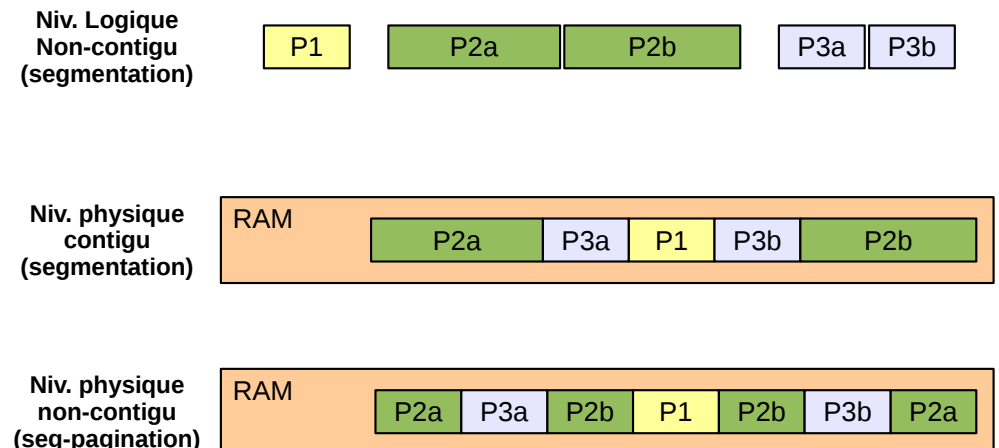 Niv. Logique
Non-contigu
(segmentation)
P1 P2a P2b P3a P3b
Niv. physique
contigu
(segmentation)
RAM
P2a P3a P1 P3b P2b
Niv. physique
non-contigu
(seg-pagination)
RAM
P2a P3a P2b P1 P2b P3b P2a